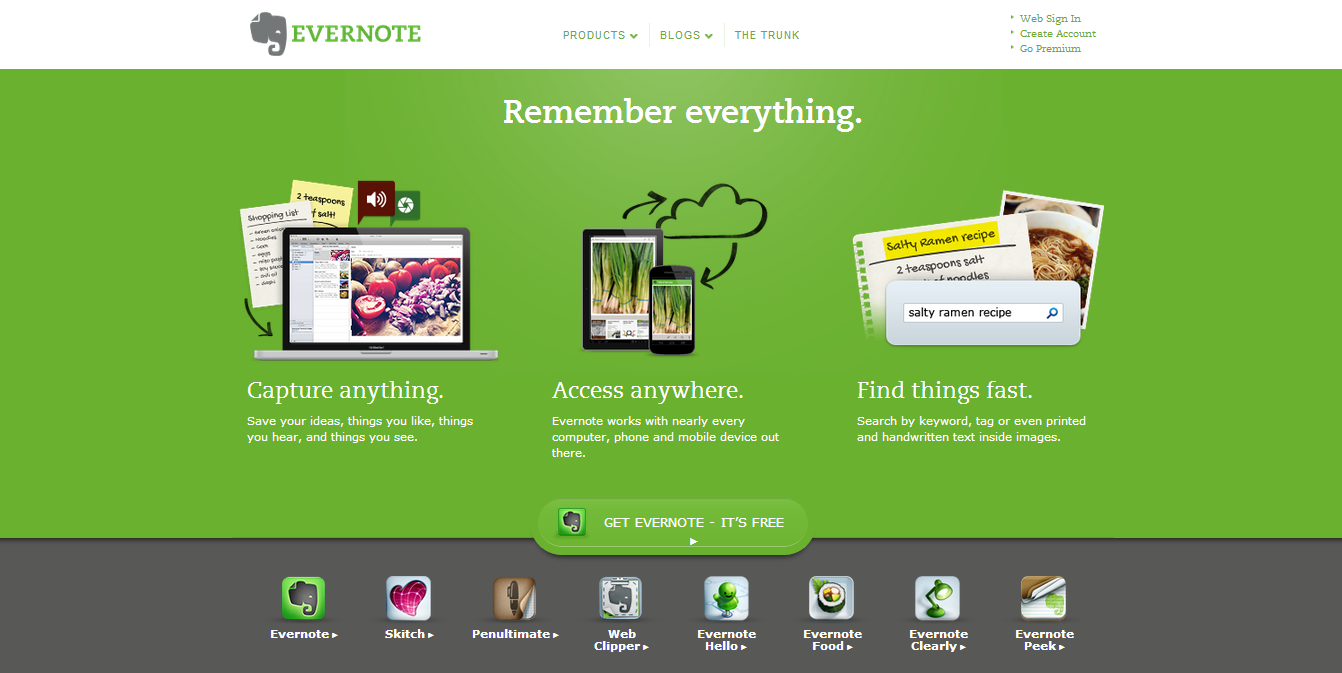 EVERNOTE
PRODUCTS
BLOGS
THE TRUNK
Web Sign In
Create Account
Go Premium
Remember everything.
2 teaspoons
of salt!
Shopping List
Noodles
eggs
salty Ramen recipe
2 teaspoons salt
noodles
salty ramen recipe
Capture anything.
Save your ideas, things you like, things
you hear, and things you see.
Access anywhere.
Evernote works with nearly every
computer, phone and mobile device out
there.
Find things fast.
Search by keyword, tag or even printed
and handwritten text inside images.
GET EVERNOTE - IT'S FREE
Evernote
Skitch
Penultimate
Web
Clipper
Evernote
Hello
Evernote
Food
Evernote
Clearly
Evernote
Peek